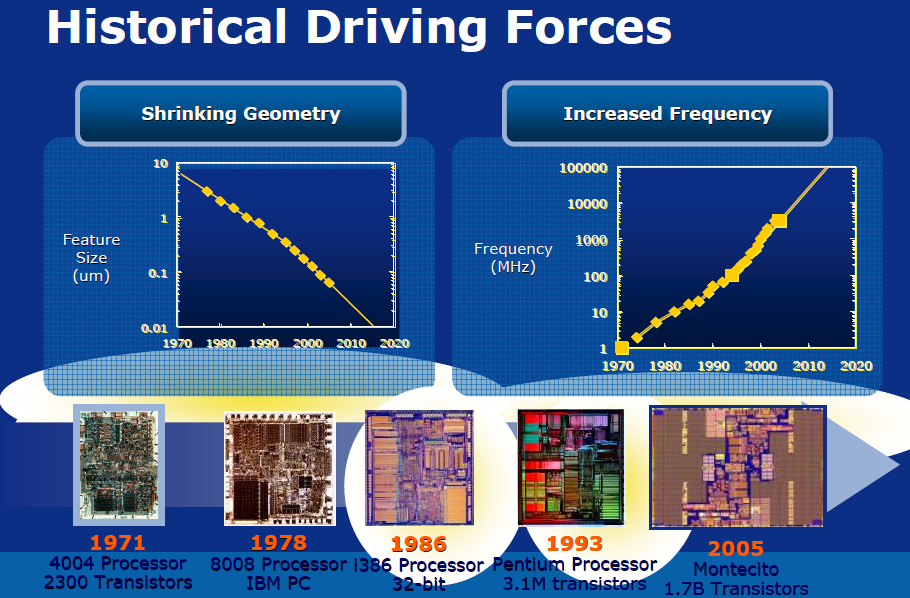 Historical Driving Forces
Shrinking Geometry
Feature
Size
(um)
10
1
0.1
0.01
1970 1980 1990 2000 2010 2020
Increased Frequency
Frequency
(MHz)
100000
10000
1000
100
10
1
1970 1980 1990 2000 2010 2020
1971
4004 Processor
2300 Transistors
1978
8008 Processor
IBM PC
1986
i386 Processor
32-bit
1993
Pentium Processor
3.1M transistors
2005
Montecito
1.7B Transistors